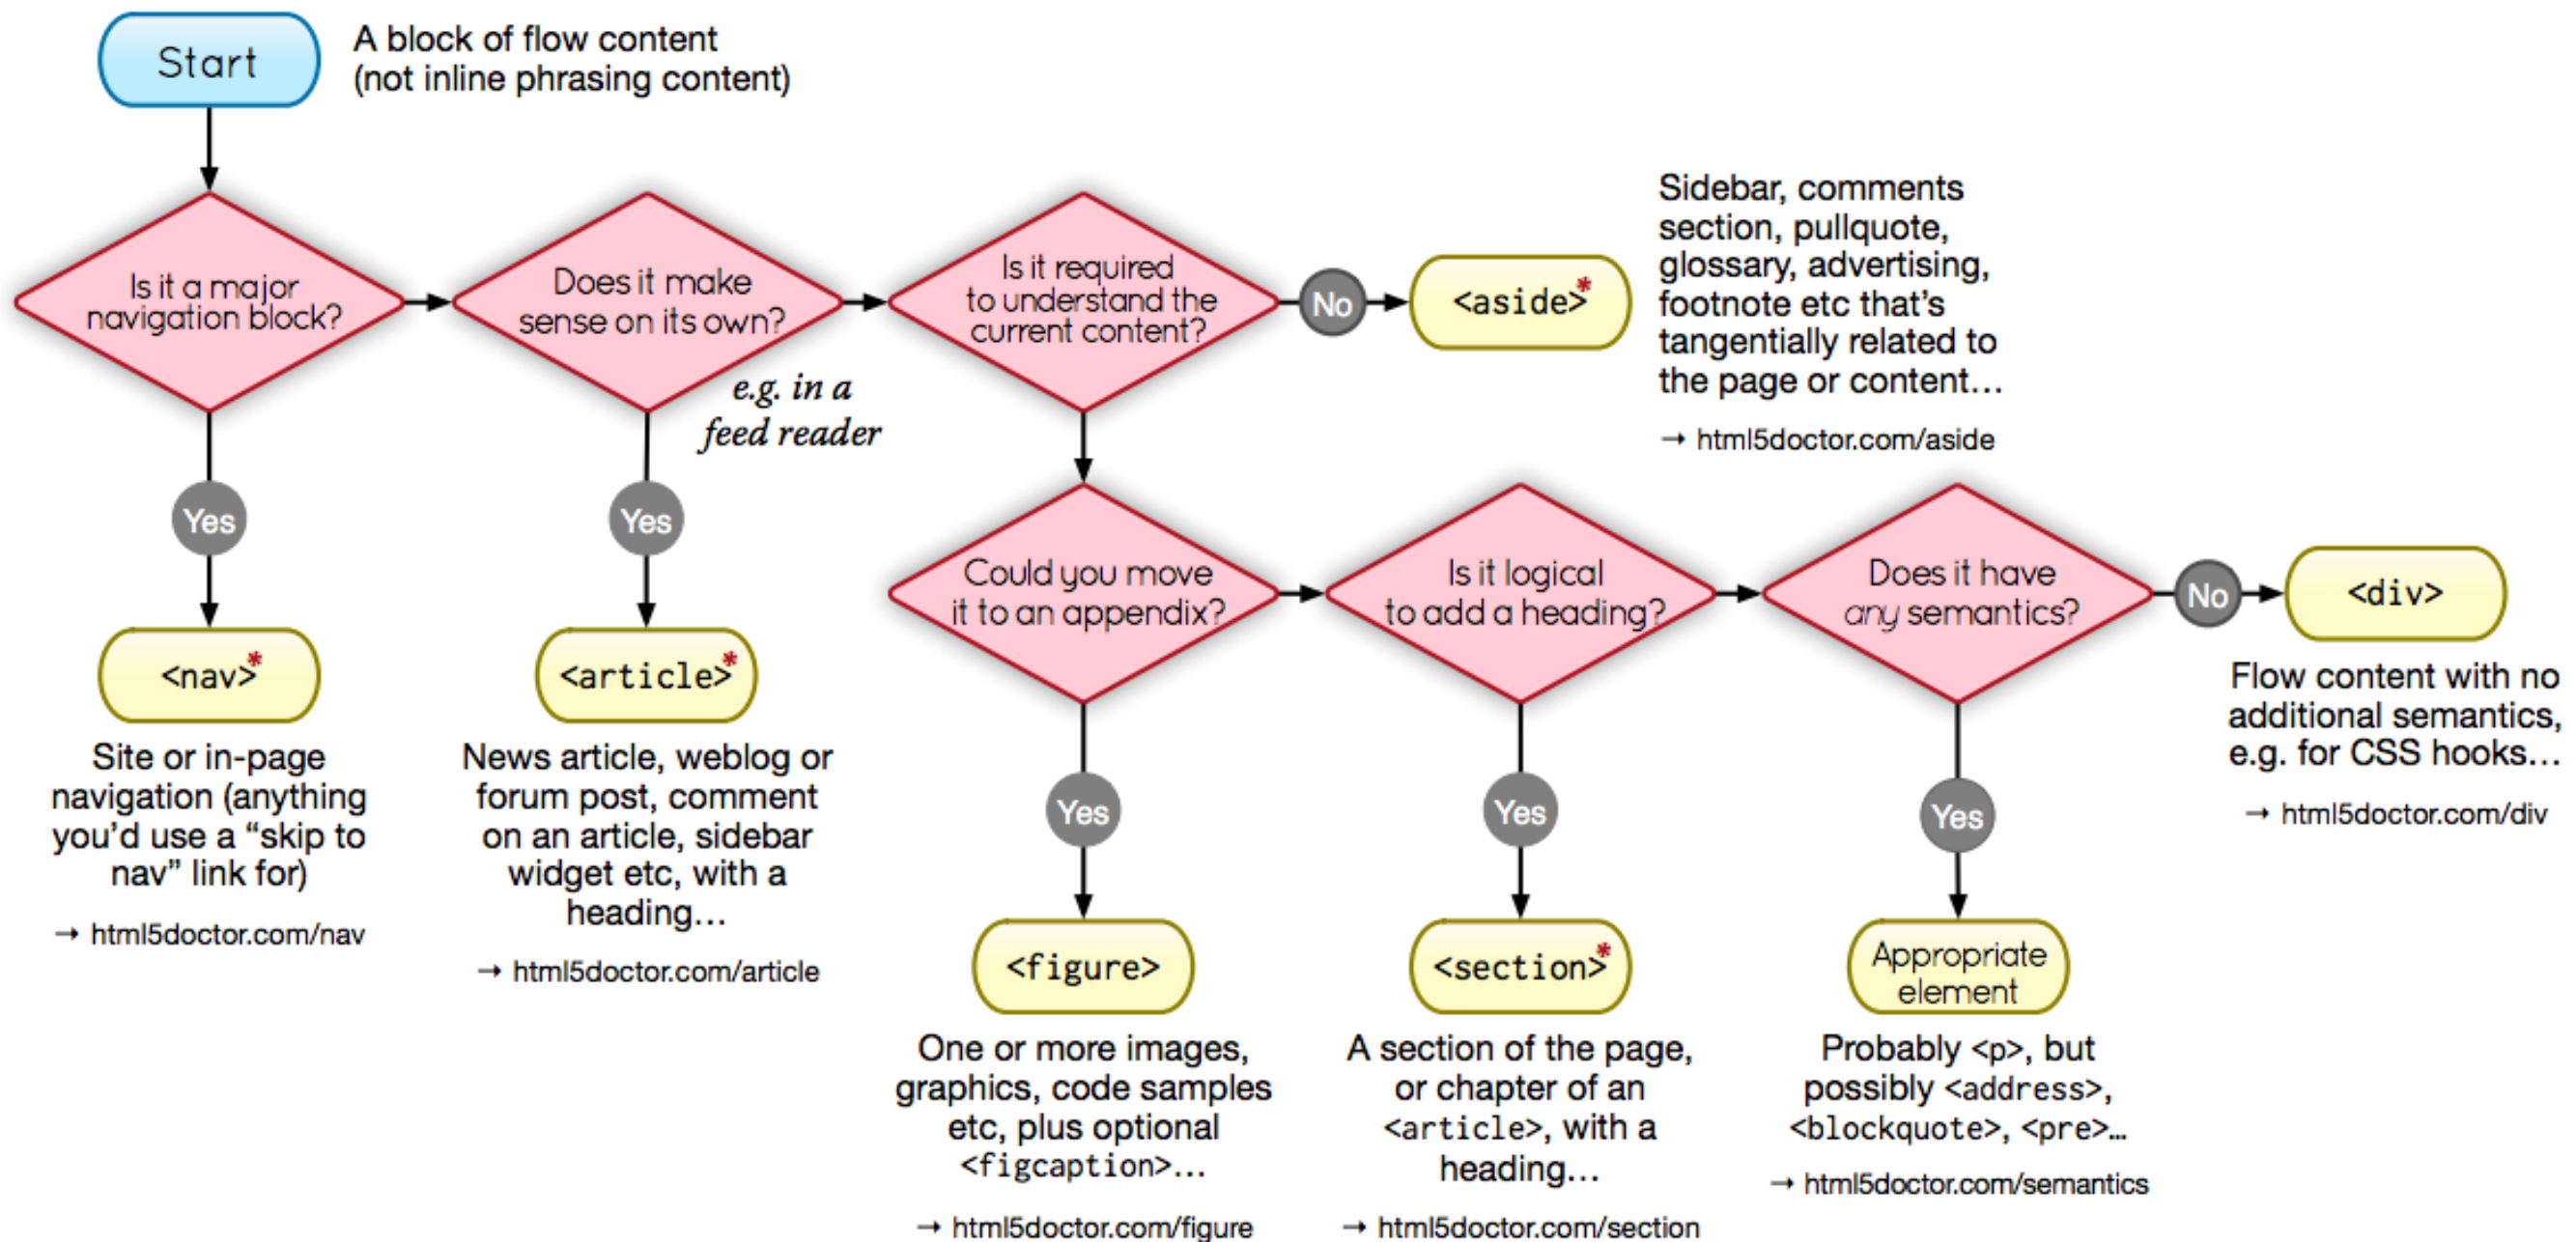 Start
A block of flow content
(not inline phrasing content)
Is it a major
navigation block?
Does it make
sense on its own?
e.g. in a
feed reader
Is it required
to understand the
current content?
No
<aside>*
Sidebar, comments
section, pullquote,
glossary, advertising,
footnote etc that’s
tangentially related to
the page or content…
→ html5doctor.com/aside
Yes
<nav>*
Site or in-page
navigation (anything
you’d use a “skip to
nav” link for)
→ html5doctor.com/nav
Yes
<article>*
News article, weblog or
forum post, comment
on an article, sidebar
widget etc, with a
heading…
→ html5doctor.com/article
Could you move
it to an appendix?
Is it logical
to add a heading?
Does it have
any semantics?
No
<div>
Flow content with no
additional semantics,
e.g. for CSS hooks…
→ html5doctor.com/div
Yes
<figure>
One or more images,
graphics, code samples
etc, plus optional
<figcaption>…
→ html5doctor.com/figure
Yes
<section>*
A section of the page,
or chapter of an
<article>, with a
heading…
→ html5doctor.com/section
Yes
Appropriate
element
Probably <p>, but
possibly <address>,
<blockquote>, <pre>…
→ html5doctor.com/semantics